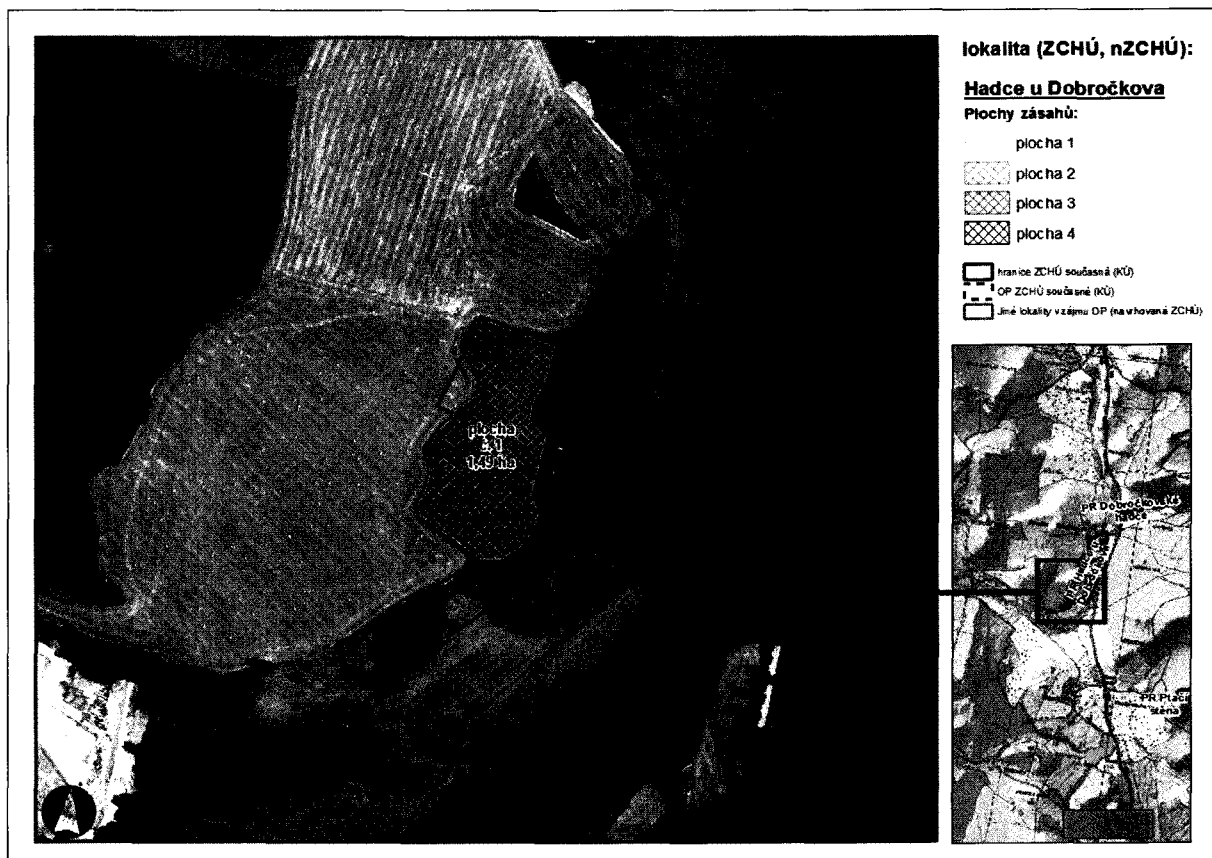 lokalita (ZCHÚ, nZCHÚ):
Hadce u Dobročkova
Plochy zásahů:
plocha 1
plocha 2
plocha 3
plocha 4
hranice ZCHÚ současná (KÚ)
OP ZCHÚ současné (KÚ)
Jiné lokality v zájmu OP (navrhovaná ZCHÚ)
plocha
č. 1
1,49 ha
PR Dobročkovské
hadce
PR Ptačí
stěna